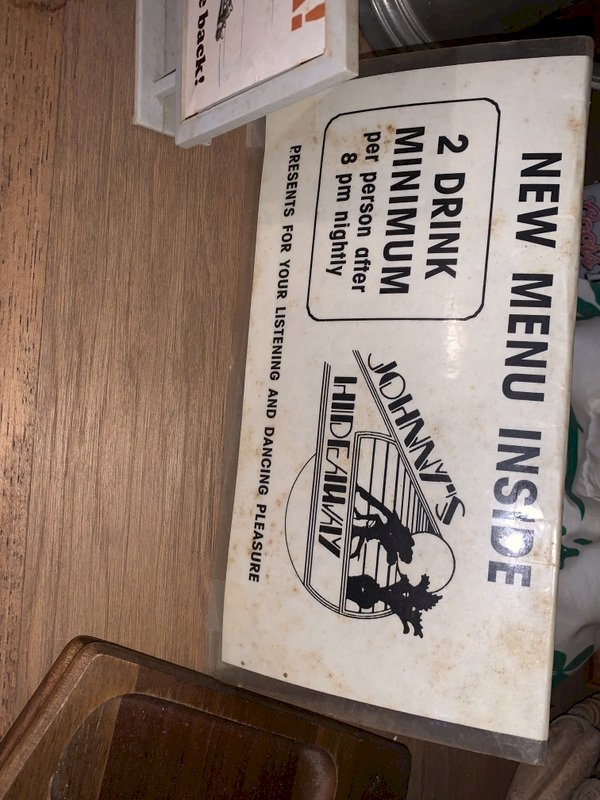 NEW MENU INSIDE
2 DRINK
MINIMUM
per person after
8 pm nightly
JOHNNY'S
HIDEAWAY
PRESENTS FOR YOUR LISTENING AND DANCING PLEASURE
back!